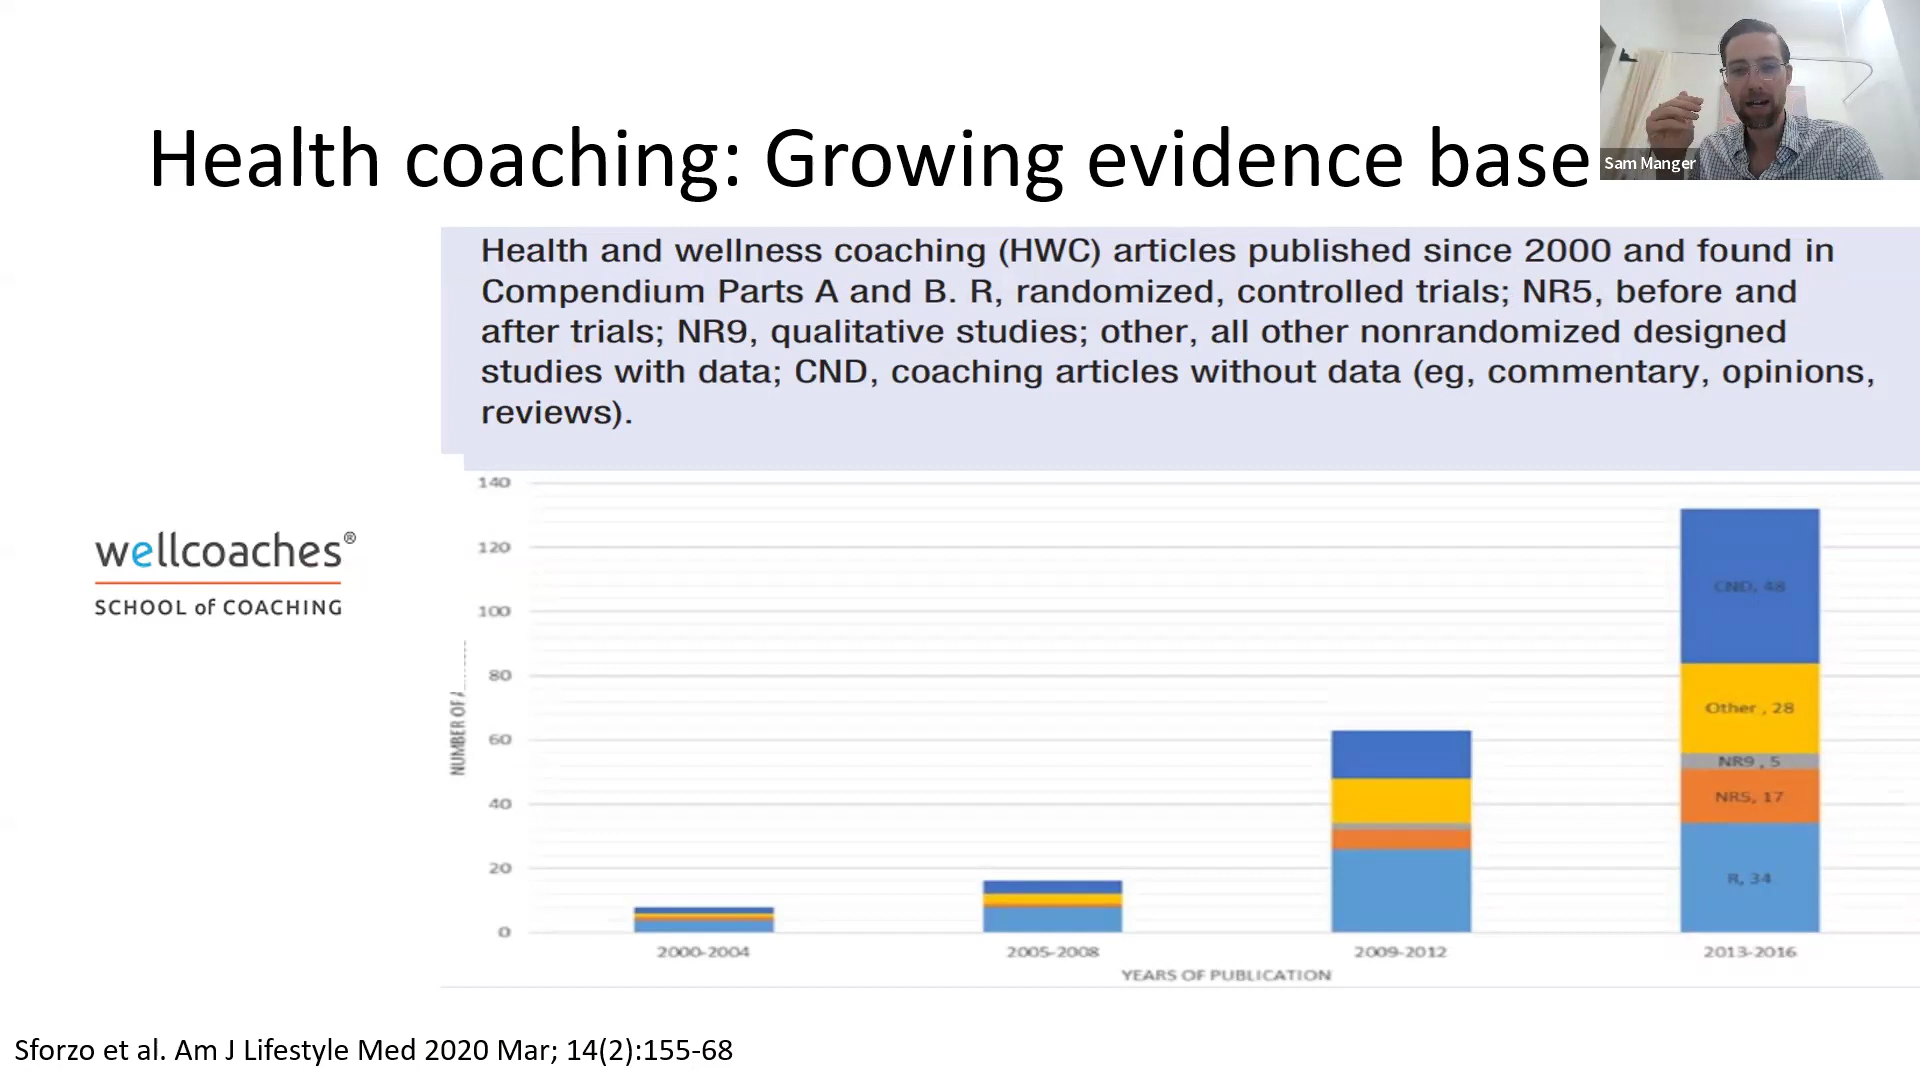 Health coaching: Growing evidence base
Sam Manger
Health and wellness coaching (HWC) articles published since 2000 and found in
Compendium Parts A and B. R, randomized, controlled trials; NR5, before and
after trials; NR9, qualitative studies; other, all other nonrandomized designed
studies with data; CND, coaching articles without data (eg, commentary, opinions,
reviews).
wellcoaches®
SCHOOL of COACHING
NUMBER OF
140
120
100
80
60
40
20
0
CND, 48
Other , 28
NR9 , 5
NR5, 17
R, 34
2000-2004
2005-2008
2009-2012
2013-2016
YEARS OF PUBLICATION
Sforzo et al. Am J Lifestyle Med 2020 Mar; 14(2):155-68